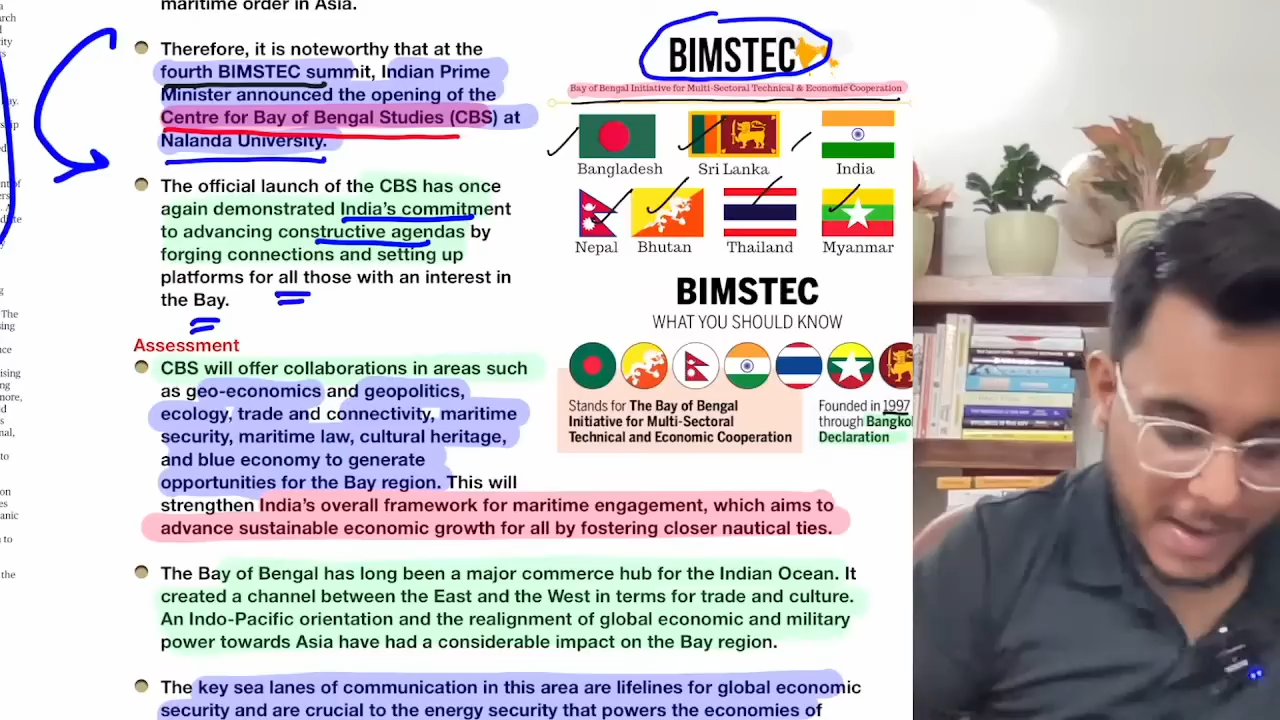 maritime order in Asia.
Therefore, it is noteworthy that at the
fourth BIMSTEC summit, Indian Prime
Minister announced the opening of the
Centre for Bay of Bengal Studies (CBS) at
Nalanda University.
The official launch of the CBS has once
again demonstrated India's commitment
to advancing constructive agendas by
forging connections and setting up
platforms for all those with an interest in
the Bay.
Assessment
CBS will offer collaborations in areas such
as geo-economics and geopolitics,
ecology, trade and connectivity, maritime
security, maritime law, cultural heritage,
and blue economy to generate
opportunities for the Bay region. This will
strengthen India's overall framework for maritime engagement, which aims to
advance sustainable economic growth for all by fostering closer nautical ties.
The Bay of Bengal has long been a major commerce hub for the Indian Ocean. It
created a channel between the East and the West in terms for trade and culture.
An Indo-Pacific orientation and the realignment of global economic and military
power towards Asia have had a considerable impact on the Bay region.
The key sea lanes of communication in this area are lifelines for global economic
security and are crucial to the energy security that powers the economies of
BIMSTEC
Bay of Bengal Initiative for Multi-Sectoral Technical & Economic Cooperation
Bangladesh
Sri Lanka
India
Nepal
Bhutan
Thailand
Myanmar
BIMSTEC
WHAT YOU SHOULD KNOW
Stands for The Bay of Bengal
Initiative for Multi-Sectoral
Technical and Economic Cooperation
Founded in 1997
through Bangko
Declaration